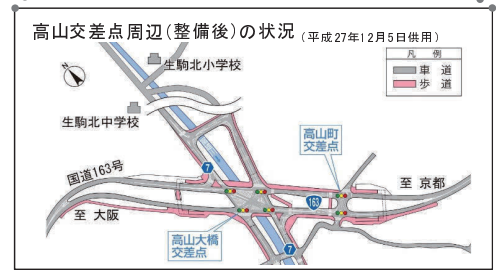 高山交差点周辺(整備後)の状況 (平成27年12月5日供用)
凡 例
車 道
歩 道
N
生駒北小学校
生駒北中学校
高山町
交差点
7
国道163号
至 京都
163
至 大阪
高山大橋
交差点
7